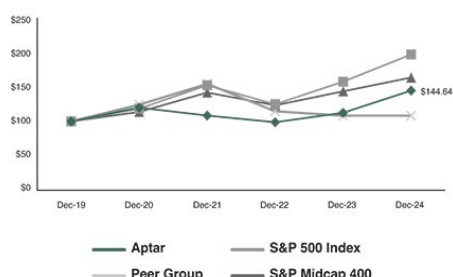 $250
$200
$150
$144.64
$100
$50
$0
Dec-19 Dec-20 Dec-21 Dec-22 Dec-23 Dec-24
Aptar S&P 500 Index
Peer Group S&P Midcap 400